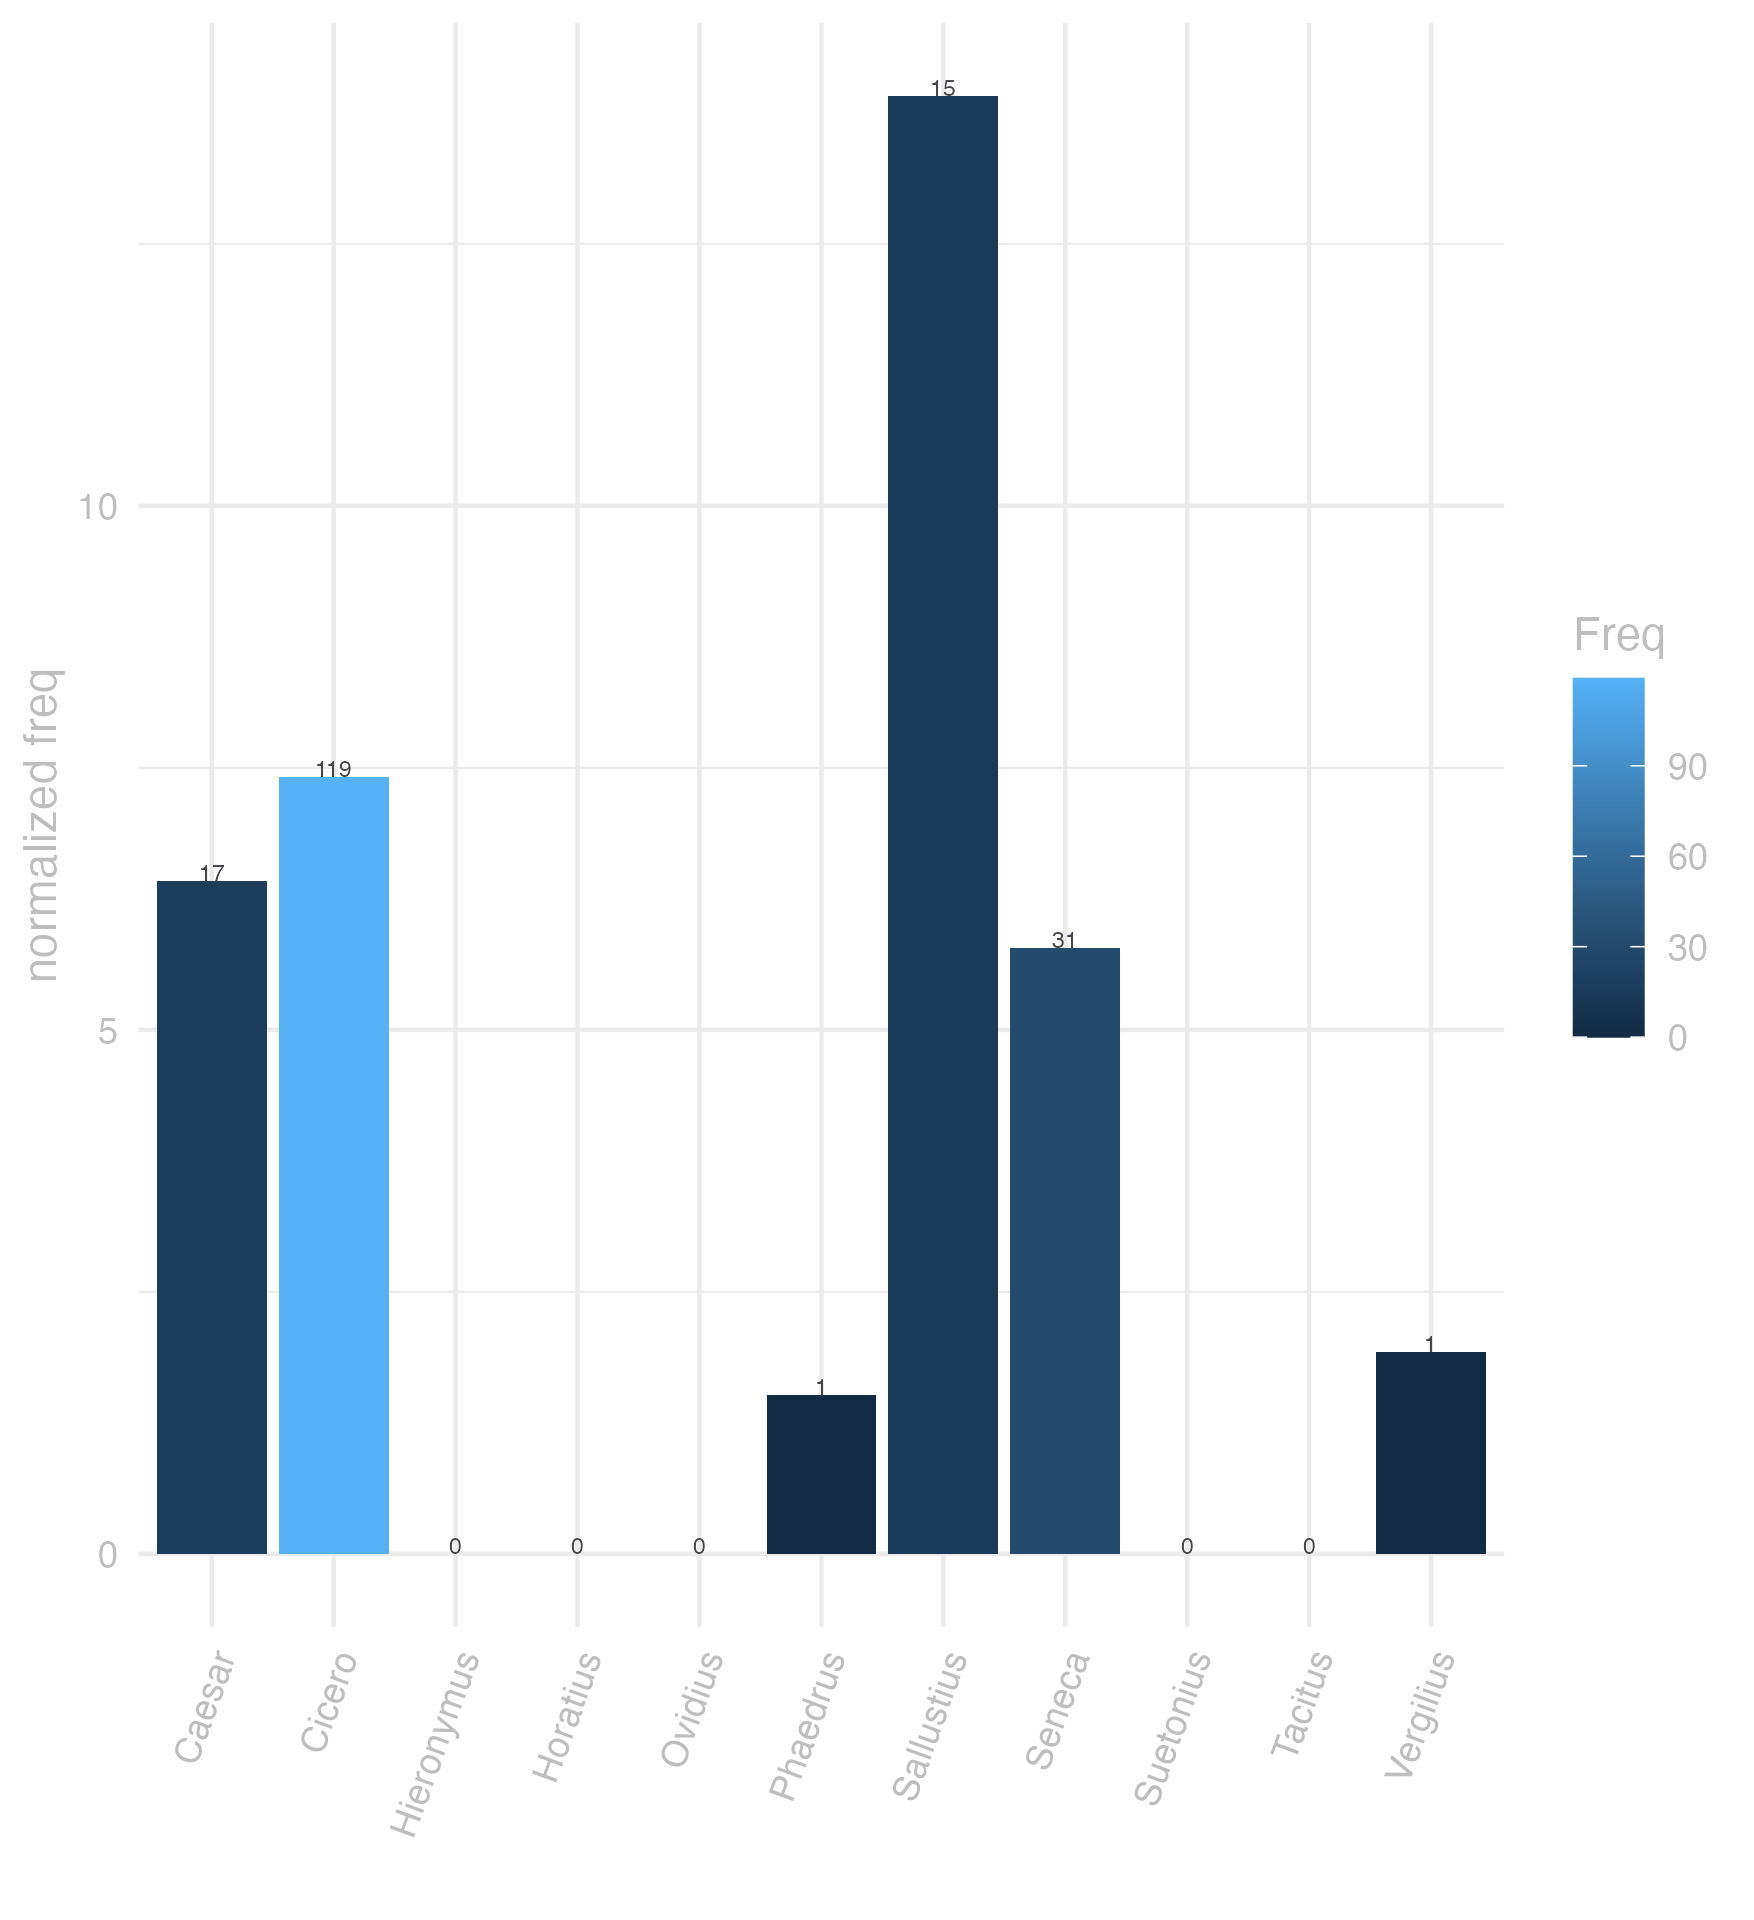 15
10
119
17
31
5
1
1
0
0
0
0
0
0
normalized freq
Caesar
Cicero
Hieronymus
Horatius
Ovidius
Phaedrus
Sallustius
Seneca
Suetonius
Tacitus
Vergilius
Freq
90
60
30
0